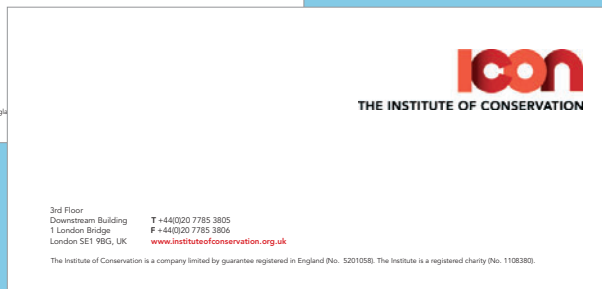 icon
THE INSTITUTE OF CONSERVATION
3rd Floor
Downstream Building T +44(0)20 7785 3805
1 London Bridge F +44(0)20 7785 3806
London SE1 9BG, UK www.instituteofconservation.org.uk
The Institute of Conservation is a company limited by guarantee registered in England (No. 5201058). The Institute is a registered charity (No. 1108380).